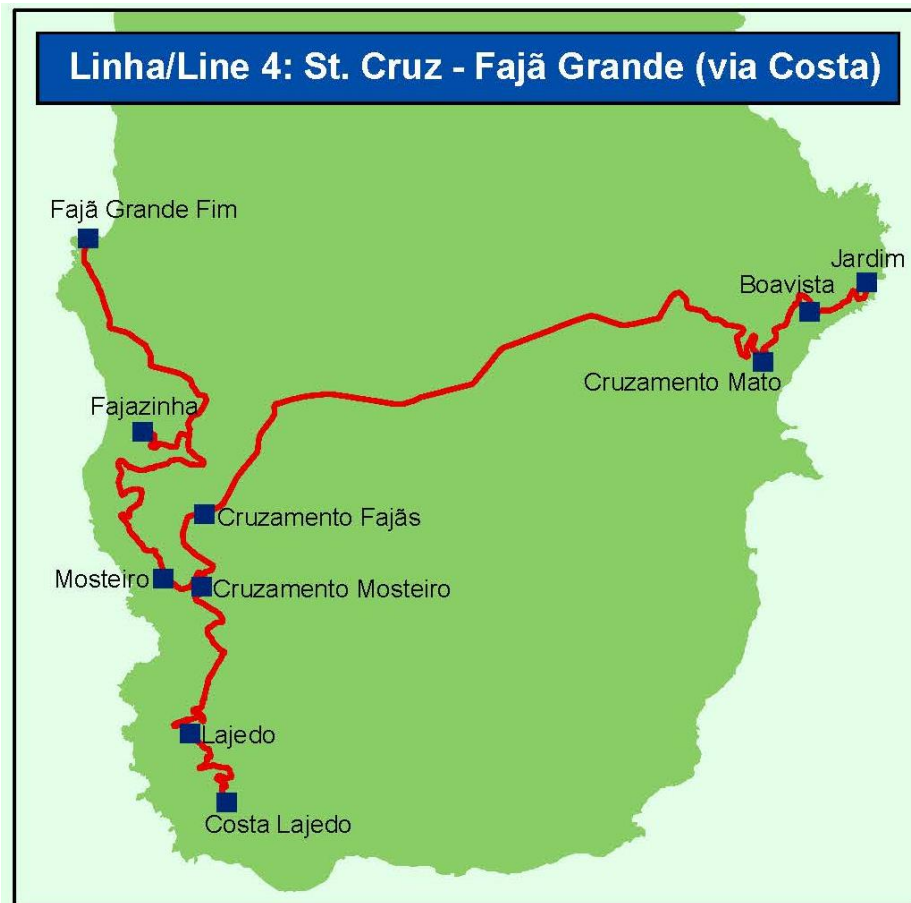 Linha/Line 4: St. Cruz - Fajã Grande (via Costa)
Fajã Grande Fim
Jardim
Boavista
Cruzamento Mato
Fajazinha
Cruzamento Fajãs
Mosteiro
Cruzamento Mosteiro
Lajedo
Costa Lajedo